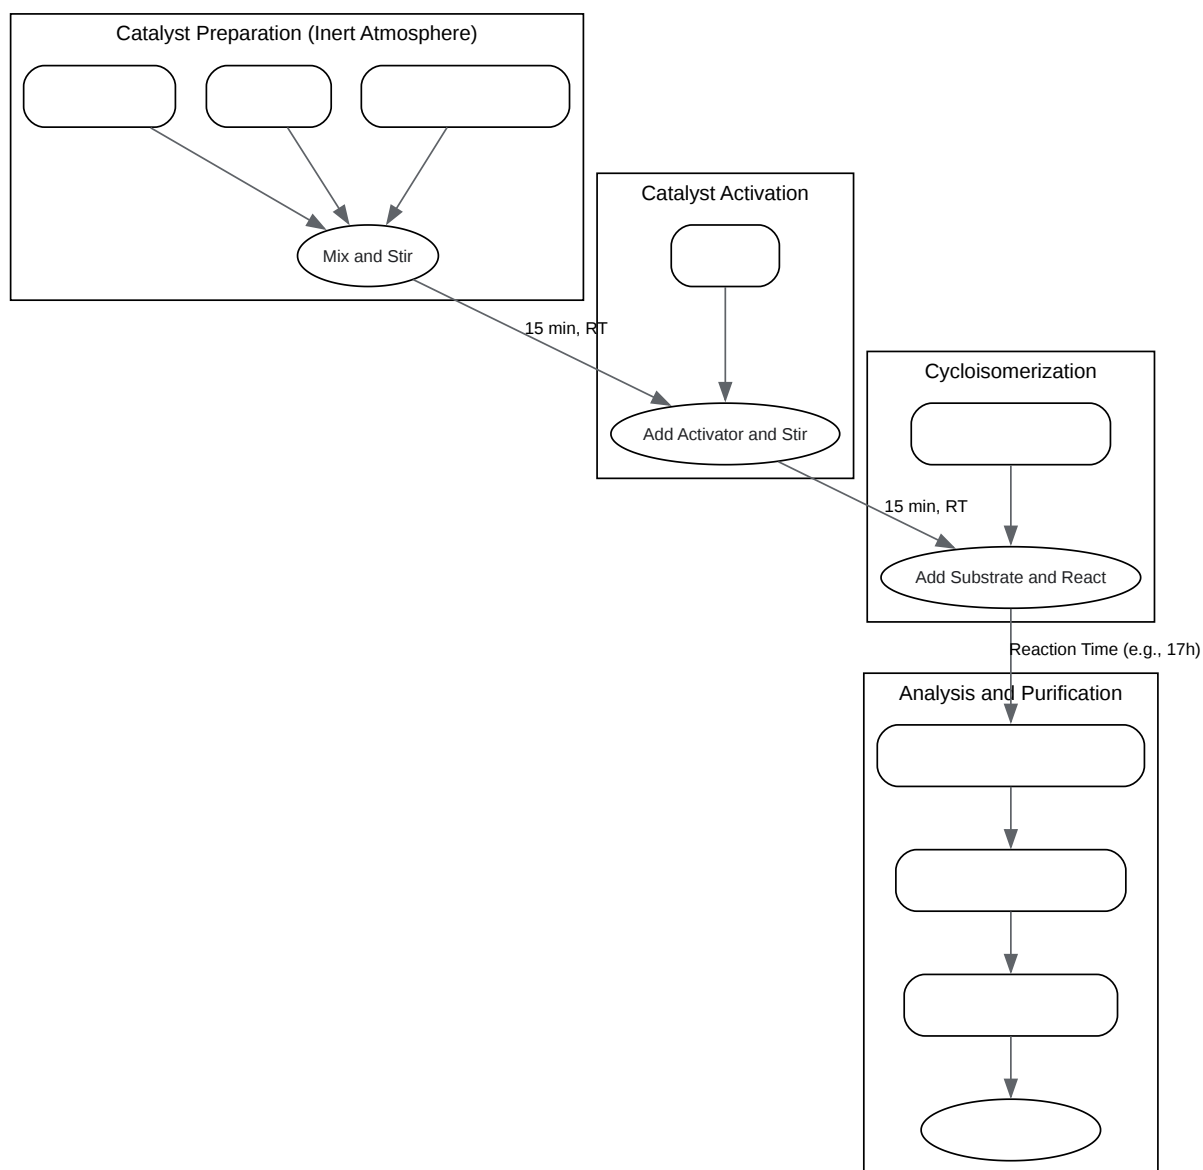 Catalyst Preparation (Inert Atmosphere)
Mix and Stir
Catalyst Activation
15 min, RT
Add Activator and Stir
Cycloisomerization
15 min, RT
Add Substrate and React
Reaction Time (e.g., 17h)
Analysis and Purification